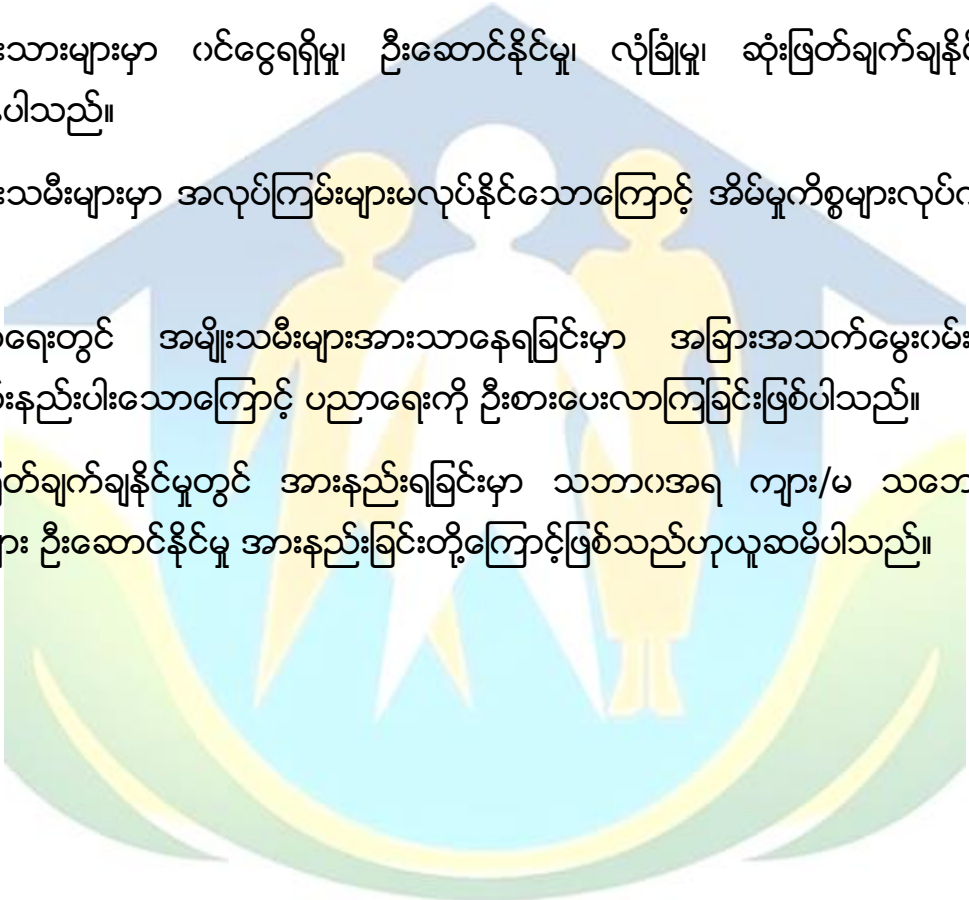 းသားများမှာ ဝင်ငွေရရှိမှု၊ ဦးဆောင်နိုင်မှု၊ လုံခြုံမှု၊ ဆုံးဖြတ်ချက်ချနိုင်
ပါသည်။
းသမီးများမှာ အလုပ်ကြမ်းများမလုပ်နိုင်သောကြောင့် အိမ်မှုကိစ္စများလုပ်
ရေးတွင် အမျိုးသမီးများအားသာနေရခြင်းမှာ အခြားအသက်မွေးဝမ်း
းနည်းပါးသောကြောင့် ပညာရေးကို ဦးစားပေးလာကြခြင်းဖြစ်ပါသည်။
ဖြတ်ချက်ချနိုင်မှုတွင် အားနည်းရခြင်းမှာ သဘာဝအရ ကျား/မ သဘော
ျား ဦးဆောင်နိုင်မှု အားနည်းခြင်းတို့ကြောင့်ဖြစ်သည်ဟုယူဆမိပါသည်။